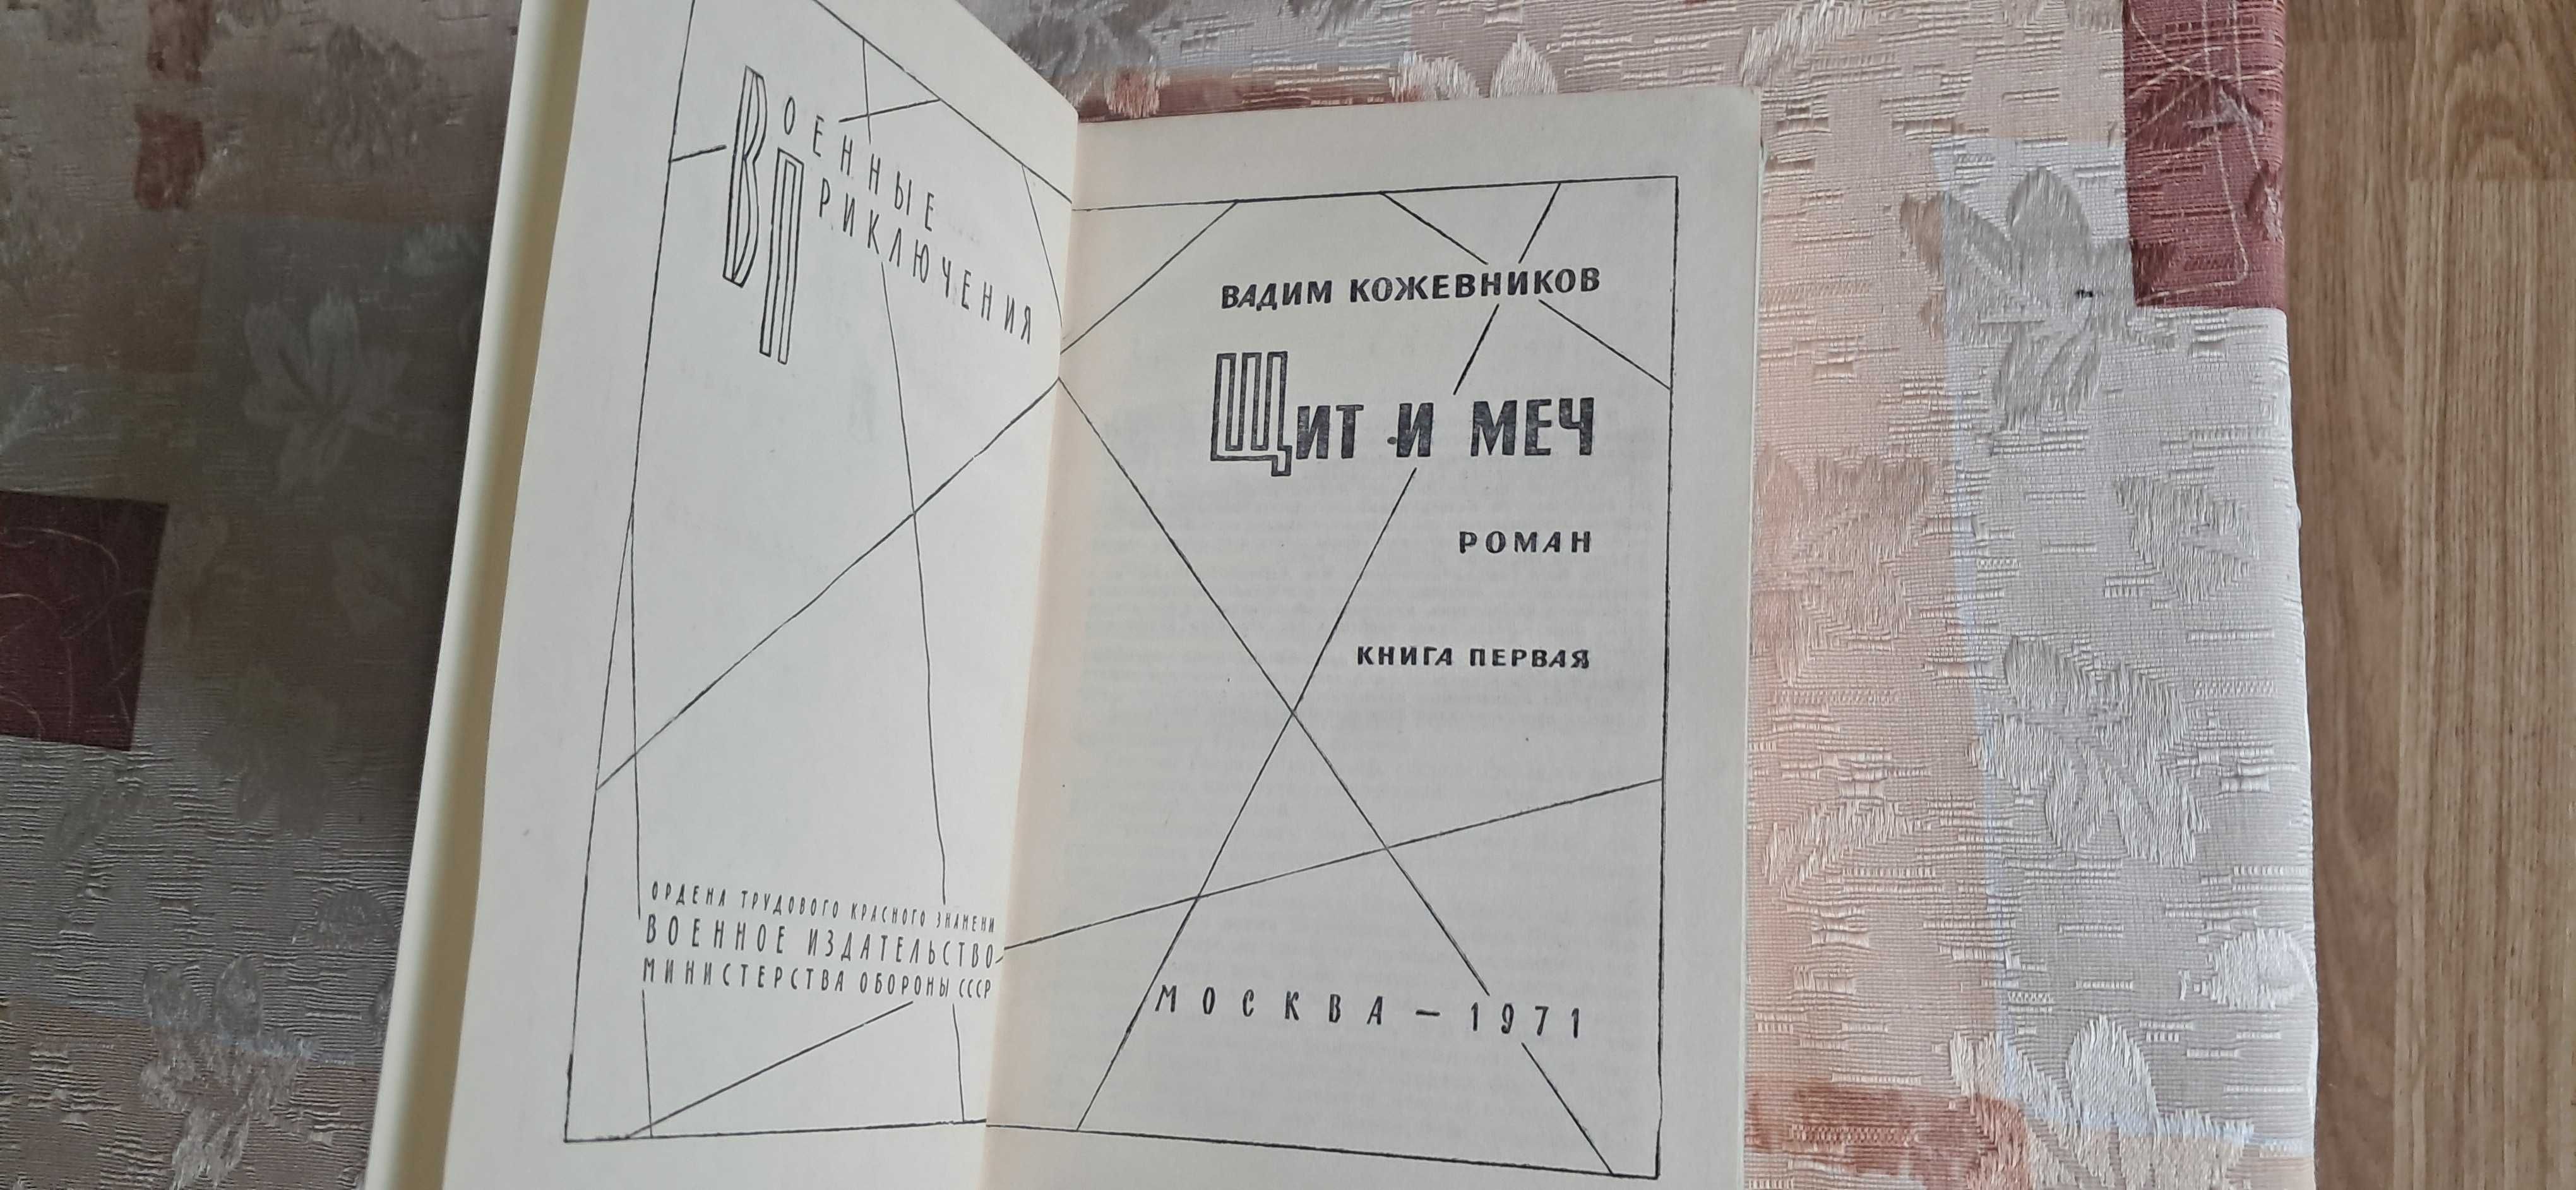 ВОЕННЫЕ
ПРИКЛЮЧЕНИЯ
ОРДЕНА ТРУДОВОГО КРАСНОГО ЗНАМЕНИ
ВОЕННОЕ ИЗДАТЕЛЬСТВО
МИНИСТЕРСТВА ОБОРОНЫ СССР
ВАДИМ КОЖЕВНИКОВ
ЩИТ И МЕЧ
РОМАН
КНИГА ПЕРВАЯ
МОСКВА — 1971